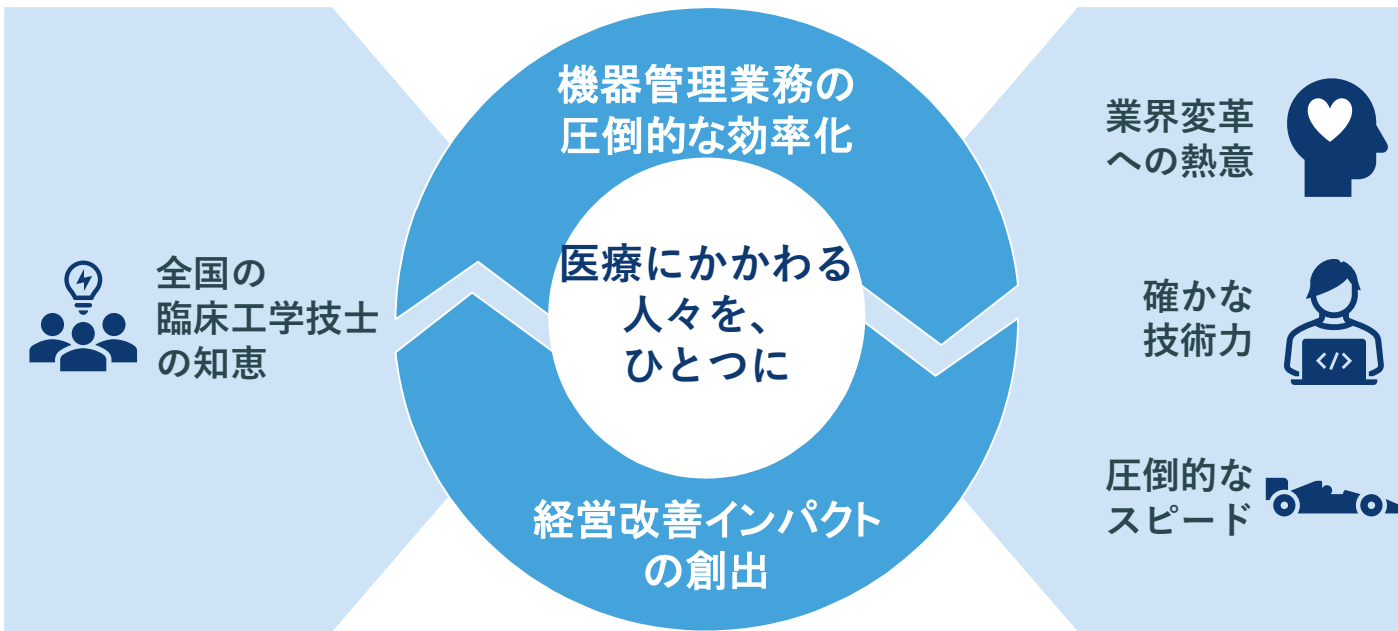 機器管理業務の
圧倒的な効率化
医療にかかわる
人々を、
ひとつに
経営改善インパクト
の創出
全国の
臨床工学技士
の知恵
業界変革
への熱意
確かな
技術力
</>
圧倒的な
スピード